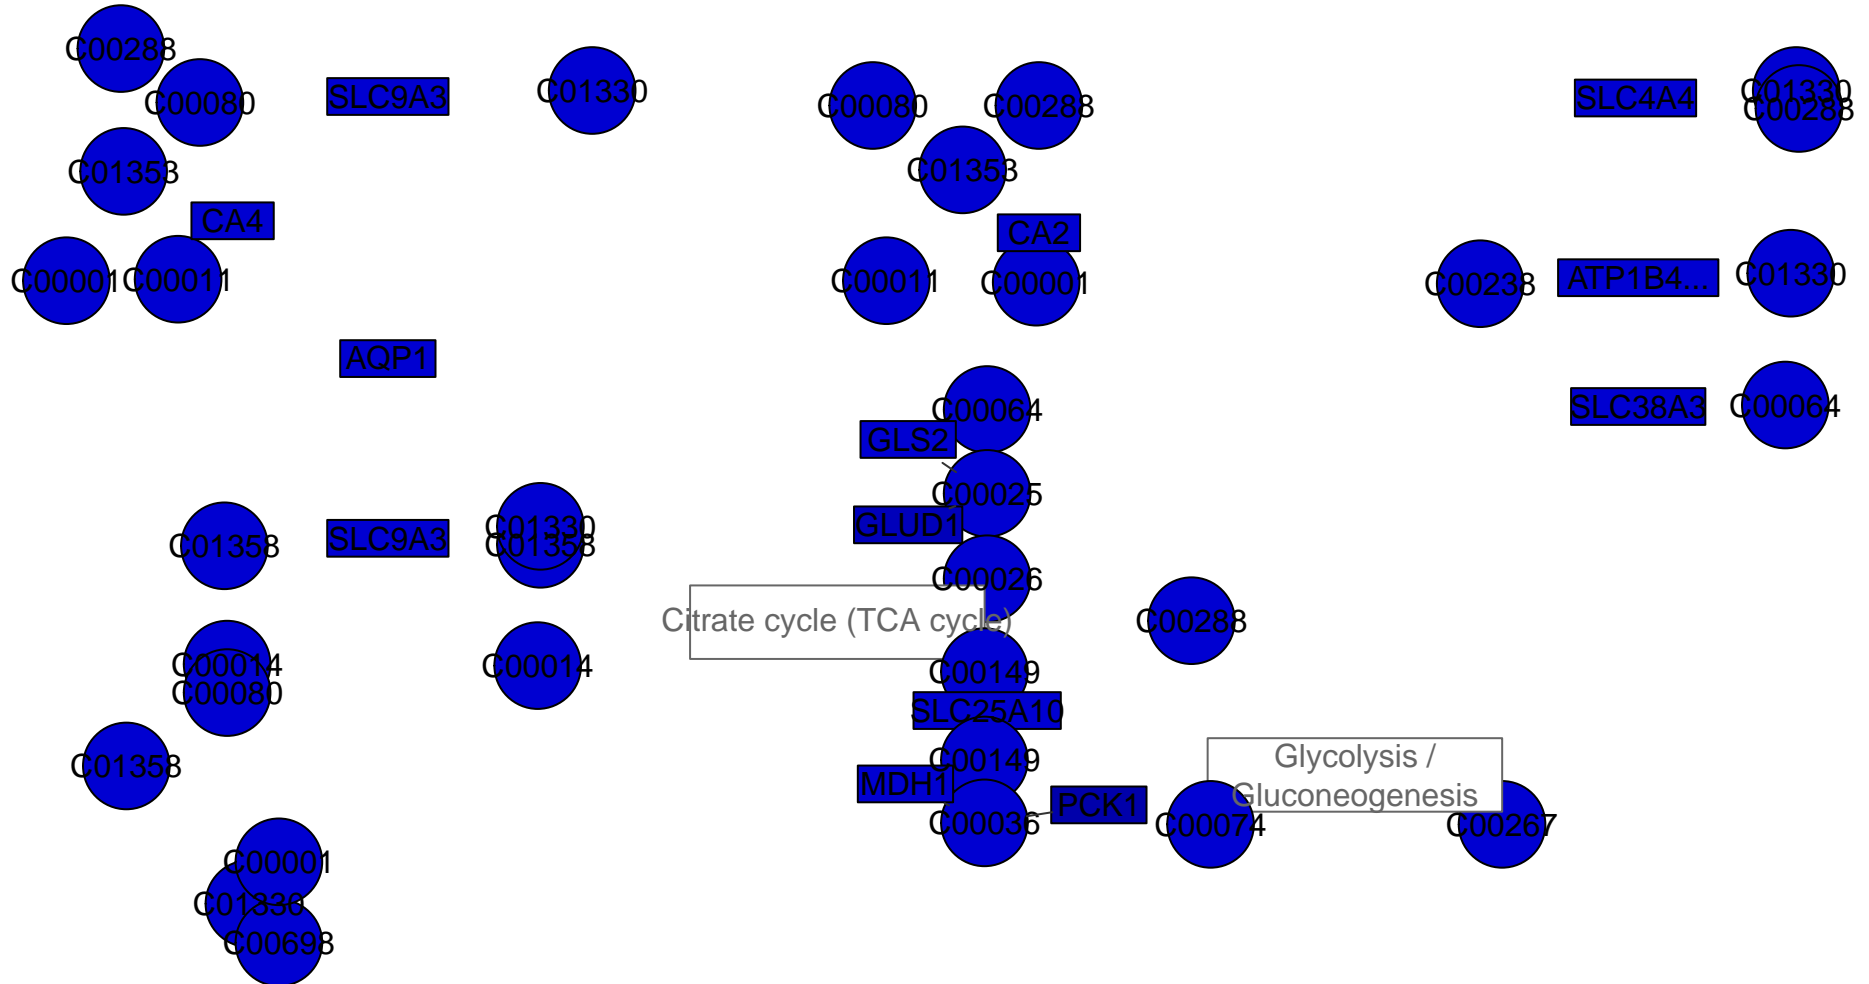 C00288
C00080
SLC9A3
C01330
C00080
C00288
SLC4A4
C01330
C00288
C01353
C01353
CA4
CA2
C00001
C00011
C00011
C00001
C00238
ATP1B4...
C01330
AQP1
C00064
SLC38A3
C00064
GLS2
C00025
GLUD1
C01358
SLC9A3
C01330
C01358
C00026
Citrate cycle (TCA cycle)
C00288
C00014
C00080
C00014
C00149
SLC25A10
C01358
C00149
MDH1
Glycolysis /
Gluconeogenesis
C00036
PCK1
C00074
C00267
C00001
C01330
C00698